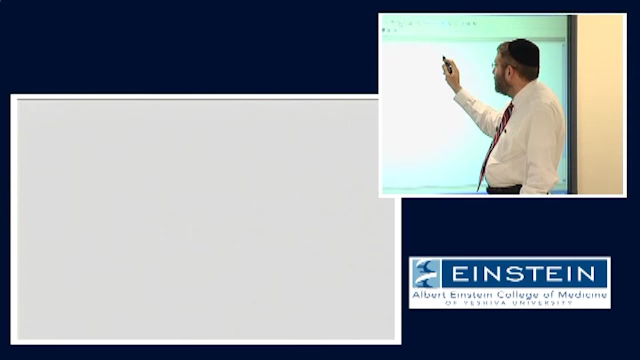 EINSTEIN
Albert Einstein College of Medicine
OF YESHIVA UNIVERSITY